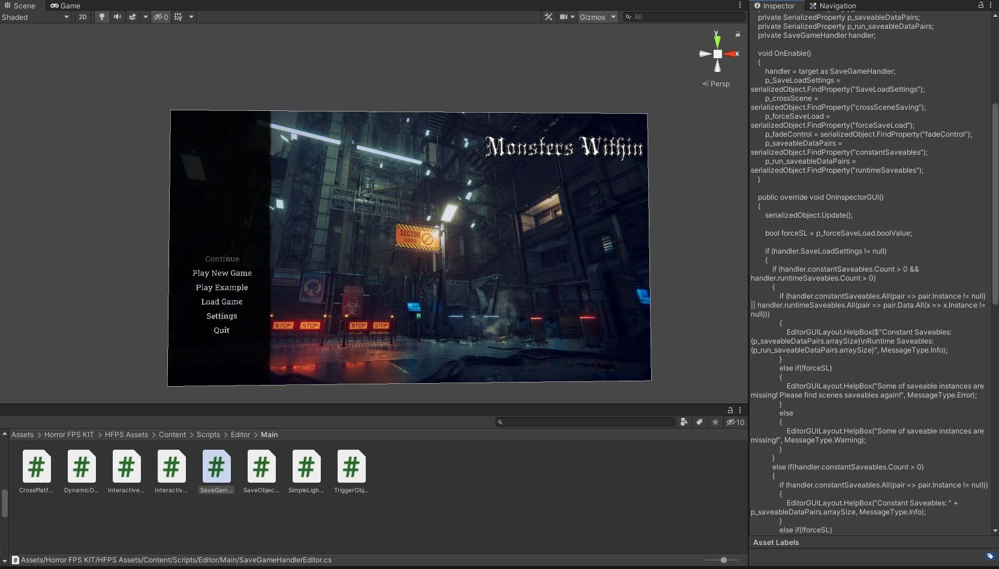 Scene
Game
Shaded
2D
0
Gizmos
All
y
x
Persp
Monsters Within
SECTOR
CLOSED
ZONE 12
STOP
STOP
STOP
STOP
Continue
Play New Game
Play Example
Load Game
Settings
Quit
10
Assets > Horror FPS KIT > HFPS Assets > Content > Scripts > Editor > Main
CrossPlatf...
DynamicO...
Interactive...
Interactiv...
SaveGam...
SaveObjec...
SimpleLigh...
TriggerObj...
Assets/Horror FPS KIT/HFPS Assets/Content/Scripts/Editor/Main/SaveGameHandlerEditor.cs
Inspector
Navigation
private SerializedProperty p_saveableDataPairs;
private SerializedProperty p_run_saveableDataPairs;
private SaveGameHandler handler;
void OnEnable()
{
handler = target as SaveGameHandler;
p_SaveLoadSettings =
serializedObject.FindProperty("SaveLoadSettings");
p_crossScene =
serializedObject.FindProperty("crossSceneSaving");
p_forceSaveLoad =
serializedObject.FindProperty("forceSaveLoad");
p_fadeControl = serializedObject.FindProperty("fadeControl");
p_saveableDataPairs =
serializedObject.FindProperty("constantSaveables");
p_run_saveableDataPairs =
serializedObject.FindProperty("runtimeSaveables");
}
public override void OnInspectorGUI()
{
serializedObject.Update();
bool forceSL = p_forceSaveLoad.boolValue;
if (handler.SaveLoadSettings != null)
{
if (handler.constantSaveables.Count > 0 &&
handler.runtimeSaveables.Count > 0)
{
if (handler.constantSaveables.All(pair => pair.Instance != null)
|| handler.runtimeSaveables.All(pair => pair.Data.All(x => x.Instance !=
null)))
{
EditorGUILayout.HelpBox($"Constant Saveables:
{p_saveableDataPairs.arraySize}\nRuntime Saveables:
{p_run_saveableDataPairs.arraySize}", MessageType.Info);
}
else if(!forceSL)
{
EditorGUILayout.HelpBox("Some of saveable instances are
missing! Please find scenes saveables again!", MessageType.Error);
}
else
{
EditorGUILayout.HelpBox("Some of saveable instances are
missing!", MessageType.Warning);
}
}
else if(handler.constantSaveables.Count > 0)
{
if (handler.constantSaveables.All(pair => pair.Instance != null))
{
EditorGUILayout.HelpBox("Constant Saveables: " +
p_saveableDataPairs.arraySize, MessageType.Info);
}
else if(!forceSL)
Asset Labels